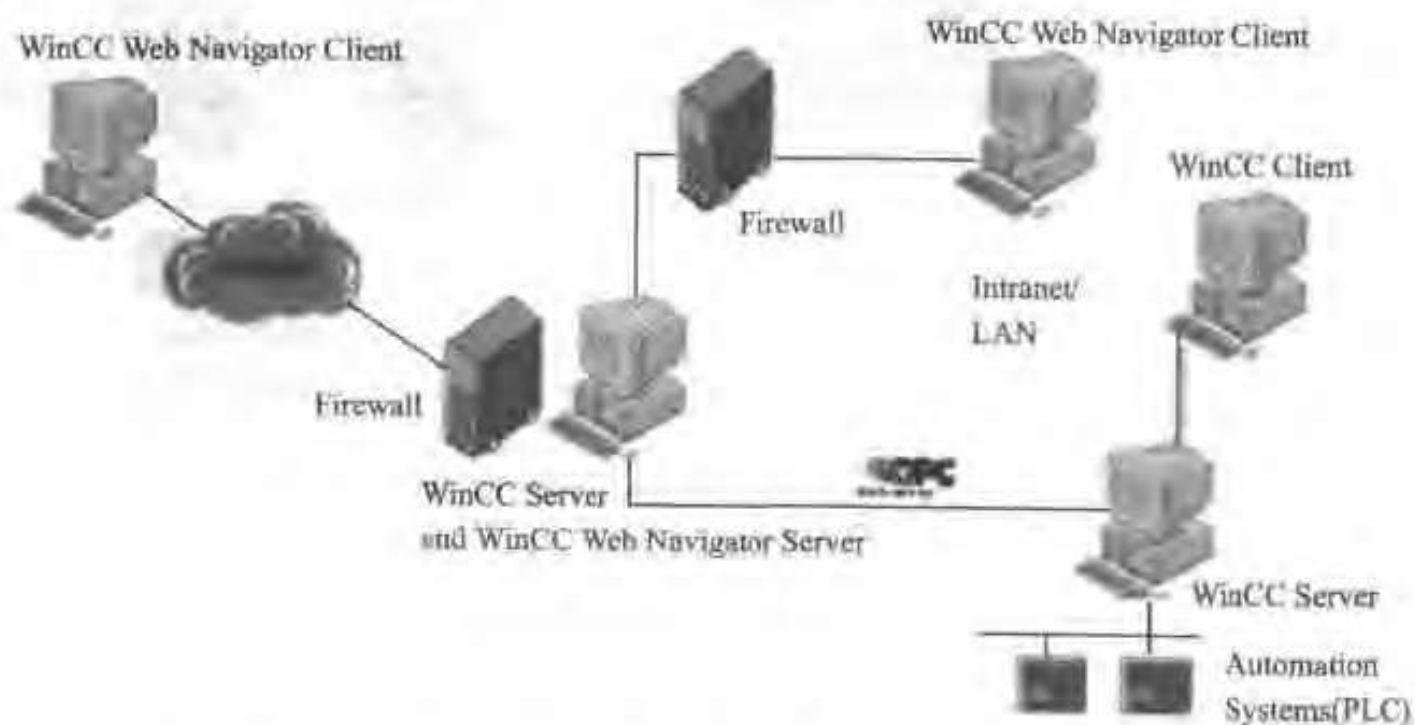 WinCC Web Navigator Client
WinCC Web Navigator Client
WinCC Client
Firewall
Intranet/
LAN
Firewall
OPC
WinCC Server
and WinCC Web Navigator Server
WinCC Server
Automation
Systems(PLC)